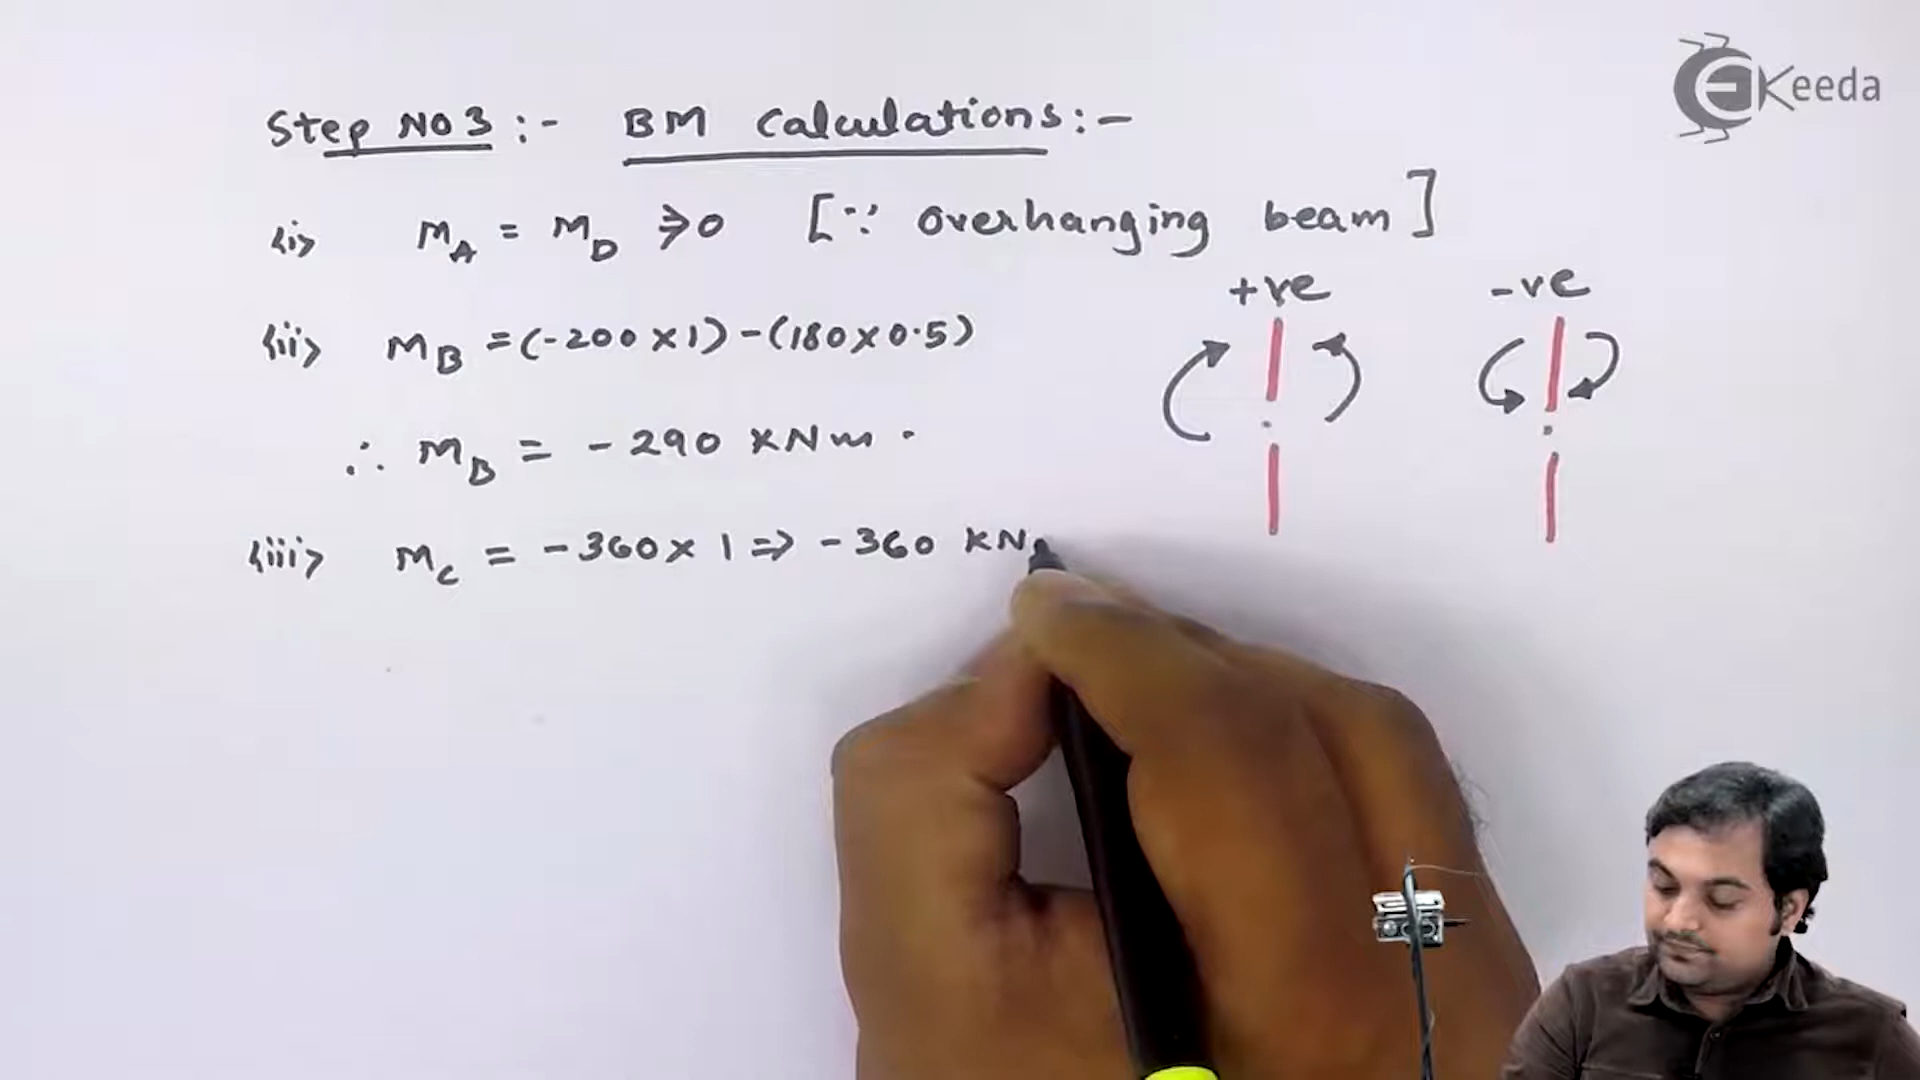 EKeeda
Step No 3 :- BM Calculations :-
(i) MA = MD ⇒ 0 [∵ overhanging beam]
+ve -ve
(ii) MB = (-200 × 1) - (180 × 0.5)
∴ MB = - 290 KNm .
(iii) Mc = - 360 × 1 ⇒ - 360 KN